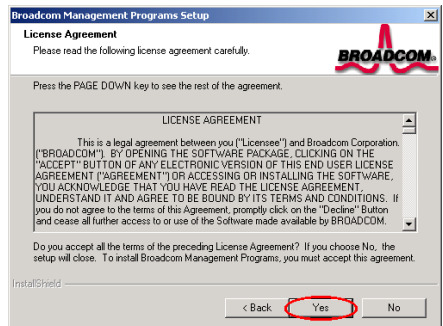 Broadcom Management Programs Setup
License Agreement
Please read the following license agreement carefully.
BROADCOM®
Press the PAGE DOWN key to see the rest of the agreement.
LICENSE AGREEMENT
This is a legal agreement between you ("Licensee") and Broadcom Corporation.
("BROADCOM"). BY OPENING THE SOFTWARE PACKAGE, CLICKING ON THE
"ACCEPT" BUTTON OF ANY ELECTRONIC VERSION OF THIS END USER LICENSE
AGREEMENT ("AGREEMENT") OR ACCESSING OR INSTALLING THE SOFTWARE,
YOU ACKNOWLEDGE THAT YOU HAVE READ THE LICENSE AGREEMENT,
UNDERSTAND IT AND AGREE TO BE BOUND BY ITS TERMS AND CONDITIONS. If
you do not agree to the terms of this Agreement, promptly click on the "Decline" Button
and cease all further access to or use of the Software made available by BROADCOM.
Do you accept all the terms of the preceding License Agreement? If you choose No, the
setup will close. To install Broadcom Management Programs, you must accept this agreement.
InstallShield
< Back Yes No